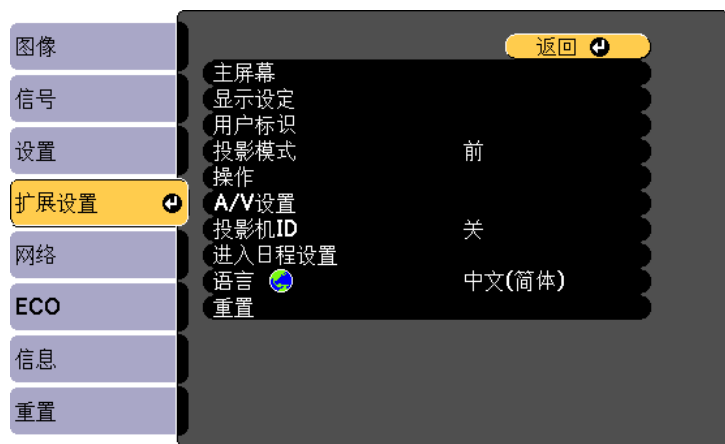 图像
信号
设置
扩展设置
网络
ECO
信息
重置
返回
主屏幕
显示设定
用户标识
投影模式 前
操作
A/V设置
投影机ID 关
进入日程设置
语言 中文(简体)
重置